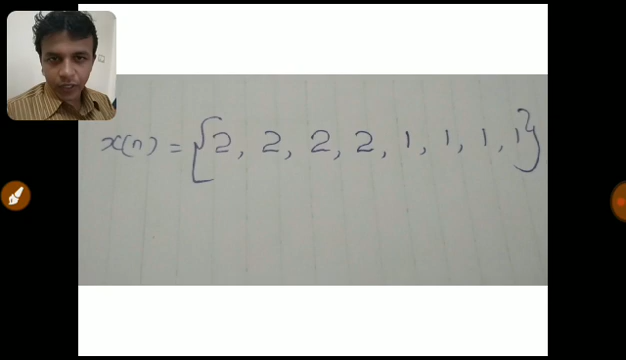 x(n) = {2, 2, 2, 2, 1, 1, 1, 1}